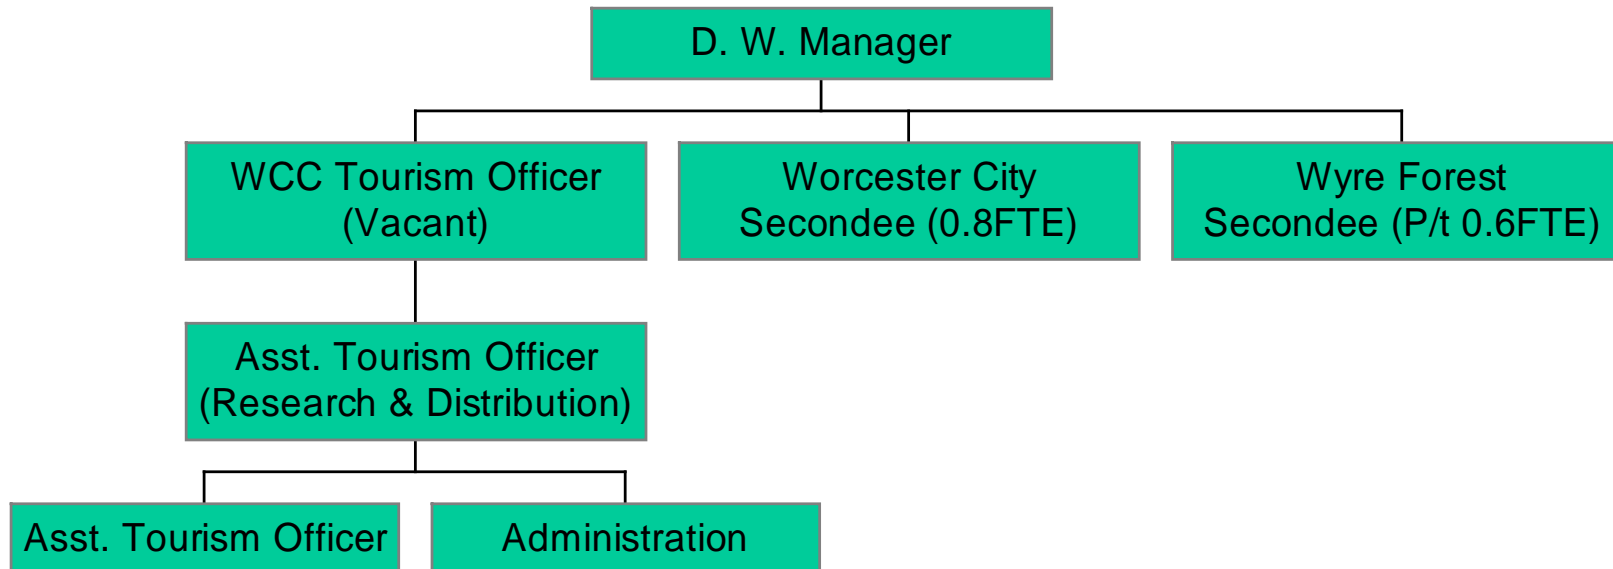 D. W. Manager
WCC Tourism Officer
(Vacant)
Worcester City
Secondee (0.8FTE)
Wyre Forest
Secondee (P/t 0.6FTE)
Asst. Tourism Officer
(Research & Distribution)
Asst. Tourism Officer
Administration